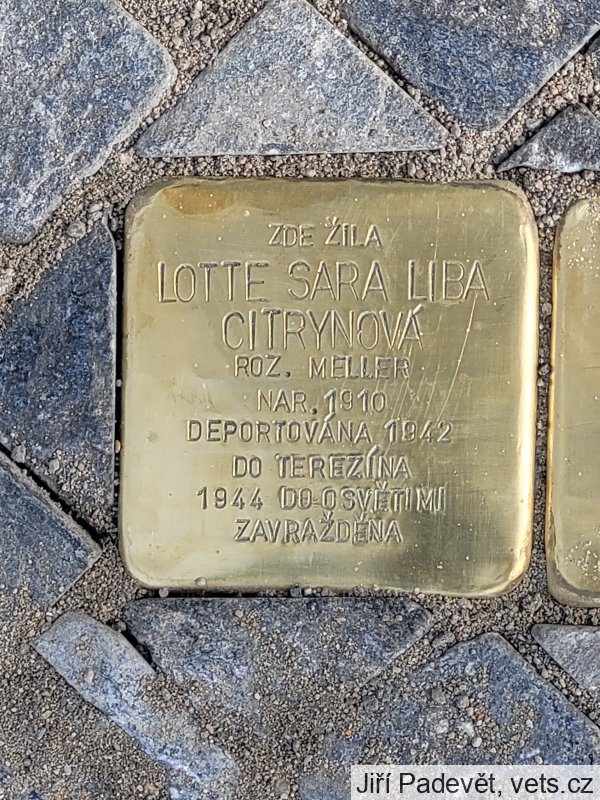 ZDE ŽILA
LOTTE SARA LIBA
CITRYNOVÁ
ROZ. MELLER
NAR. 1910
DEPORTOVÁNA 1942
DO TEREZÍNA
1944 DO OSVĚTIMI
ZAVRAŽDĚNA
Jiří Padevět, vets.cz